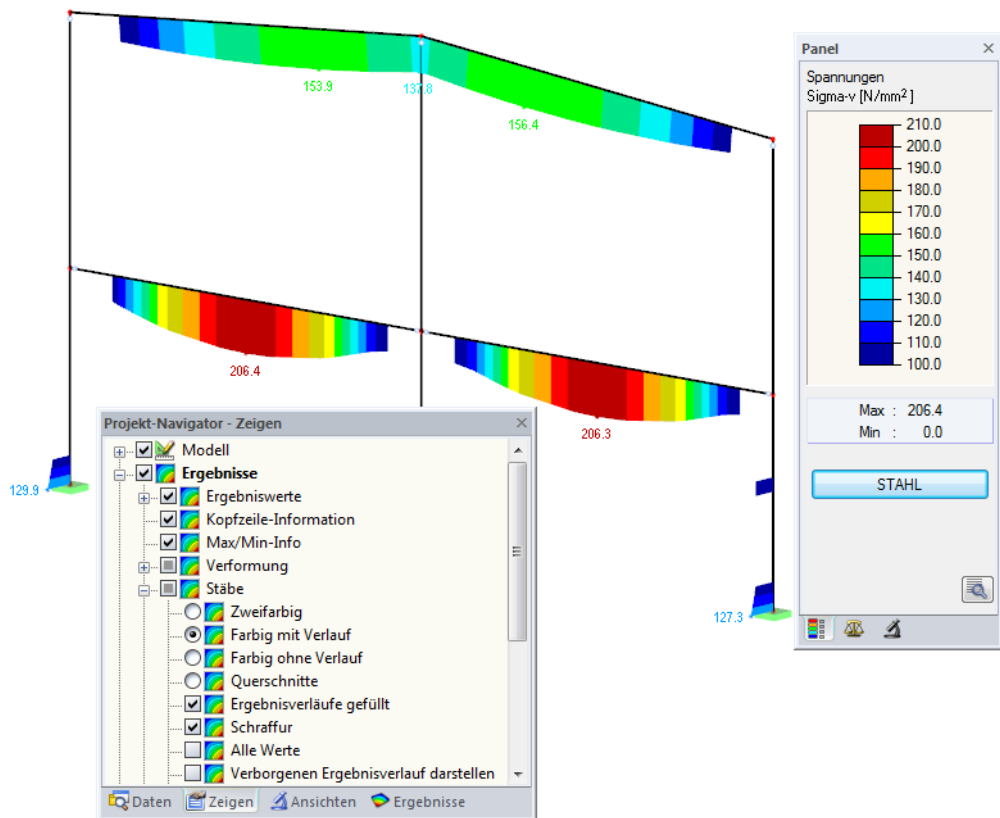 153.9
137.8
156.4
206.4
206.3
129.9
127.3
Panel
Spannungen
Sigma-v [N/mm²]
210.0
200.0
190.0
180.0
170.0
160.0
150.0
140.0
130.0
120.0
110.0
100.0
Max : 206.4
Min : 0.0
STAHL
Projekt-Navigator - Zeigen
Modell
Ergebnisse
Ergebniswerte
Kopfzeile-Information
Max/Min-Info
Verformung
Stäbe
Zweifarbig
Farbig mit Verlauf
Farbig ohne Verlauf
Querschnitte
Ergebnisverläufe gefüllt
Schraffur
Alle Werte
Verborgenen Ergebnisverlauf darstellen
Daten Zeigen Ansichten Ergebnisse